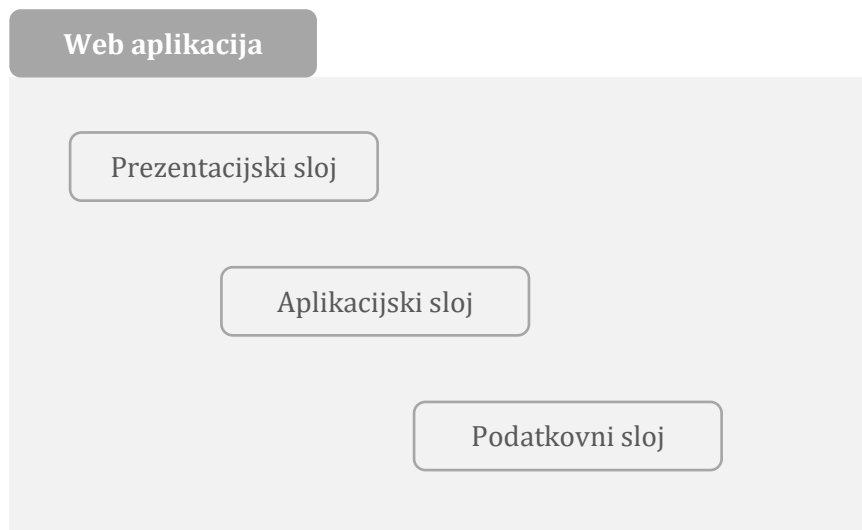 Web aplikacija
Prezentacijski sloj
Aplikacijski sloj
Podatkovni sloj